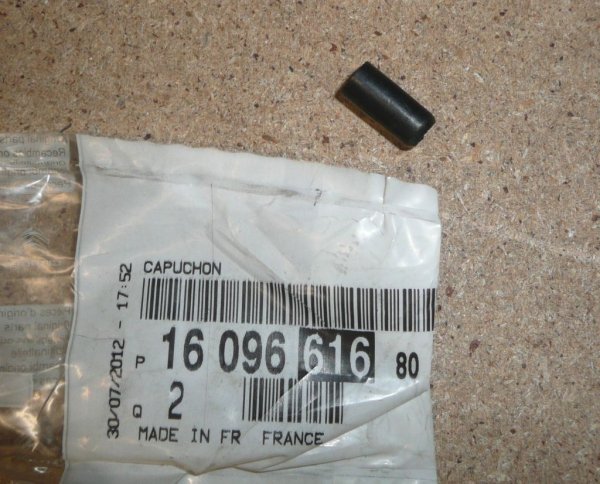 CAPUCHON
30/07/2012 - 17:52
P 16 096 616 80
Q 2
MADE IN FR FRANCE